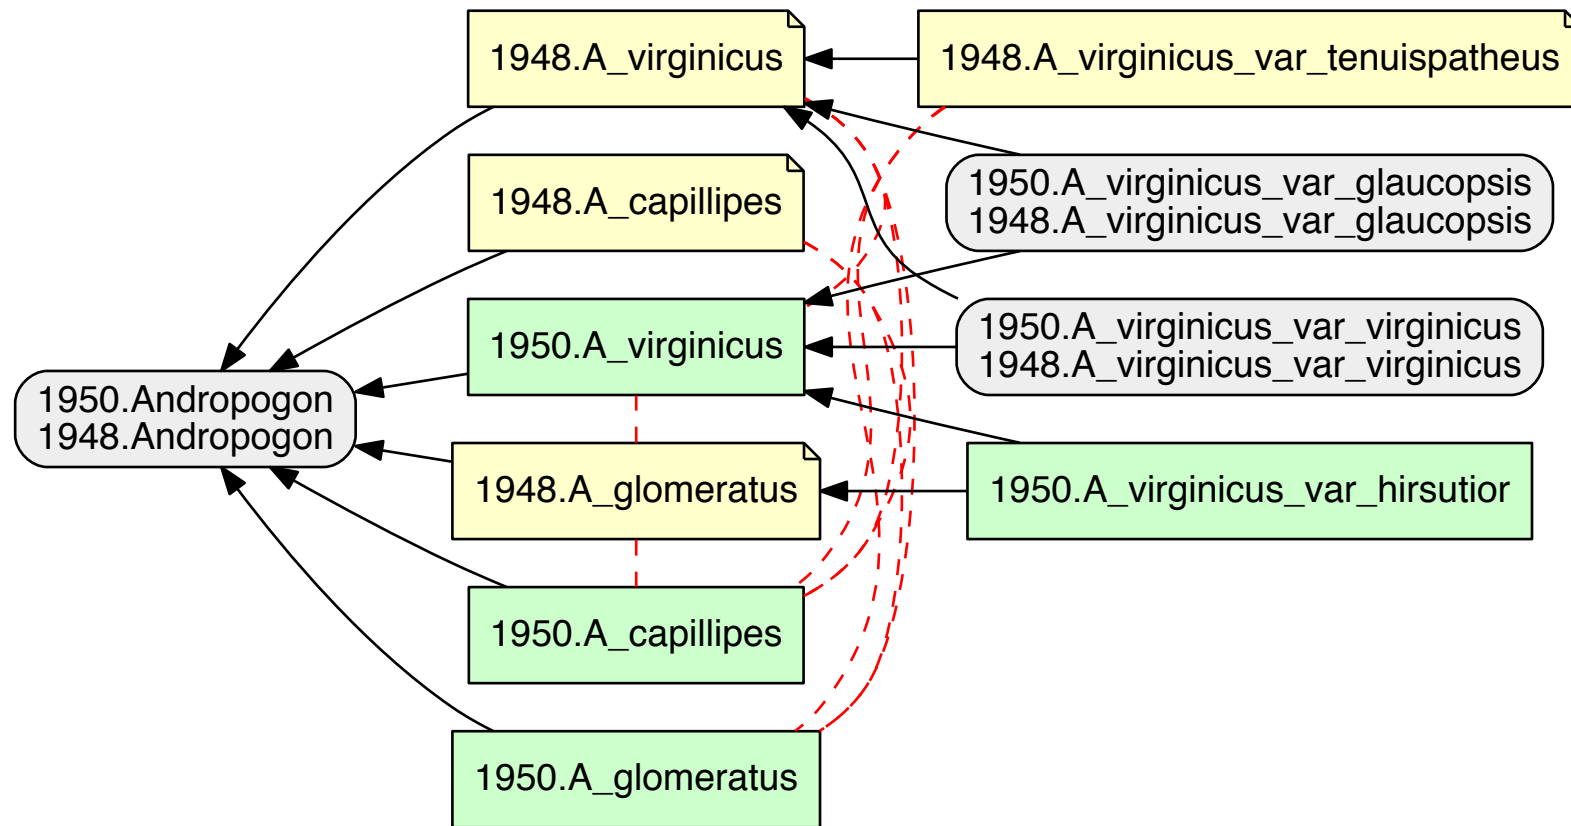 1948.A_virginicus
1948.A_virginicus_var_tenuispatheus
1948.A_capillipes
1950.A_virginicus_var_glaucopsis
1948.A_virginicus_var_glaucopsis
1950.A_virginicus
1950.A_virginicus_var_virginicus
1948.A_virginicus_var_virginicus
1950.Andropogon
1948.Andropogon
1948.A_glomeratus
1950.A_virginicus_var_hirsutior
1950.A_capillipes
1950.A_glomeratus